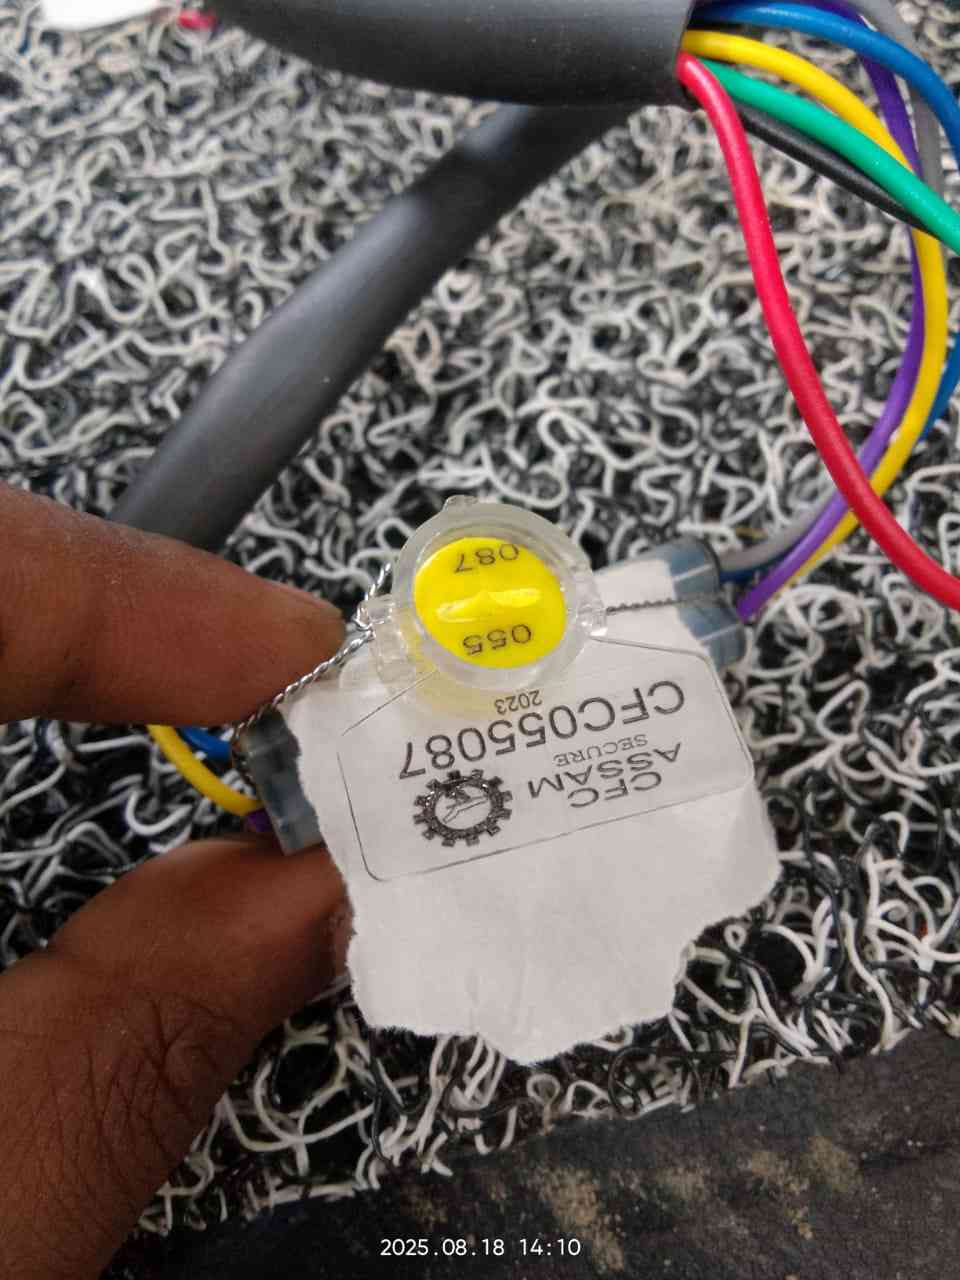 CFC
ASSAM
SECURE
CFC055087
2023
055
087
2025.08.18 14:10